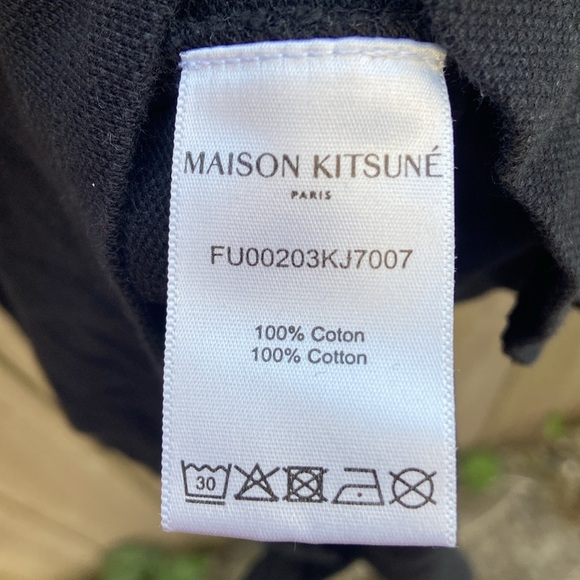 MAISON KITSUNÉ
PARIS
FU00203KJ7007
100% Coton
100% Cotton
30